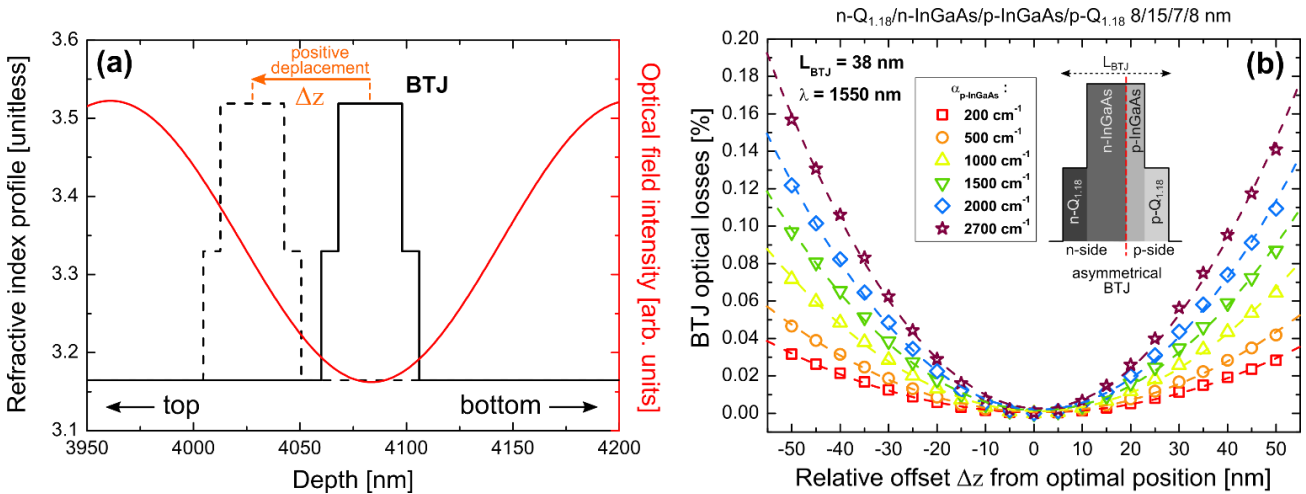 (a)
positive
deplacement
Δz
BTJ
top
bottom
3.6
3.5
3.4
3.3
3.2
3.1
Refractive index profile [unitless]
3950
4000
4050
4100
4150
4200
Depth [nm]
Optical field intensity [arb. units]
n-Q1.18/n-InGaAs/p-InGaAs/p-Q1.18 8/15/7/8 nm
(b)
L_BTJ = 38 nm
λ = 1550 nm
α_p-InGaAs :
200 cm⁻¹
500 cm⁻¹
1000 cm⁻¹
1500 cm⁻¹
2000 cm⁻¹
2700 cm⁻¹
L_BTJ
n-Q1.18
n-InGaAs
p-InGaAs
p-Q1.18
n-side
p-side
asymmetrical
BTJ
0.20
0.18
0.16
0.14
0.12
0.10
0.08
0.06
0.04
0.02
0.00
BTJ optical losses [%]
-50
-40
-30
-20
-10
0
10
20
30
40
50
Relative offset Δz from optimal position [nm]